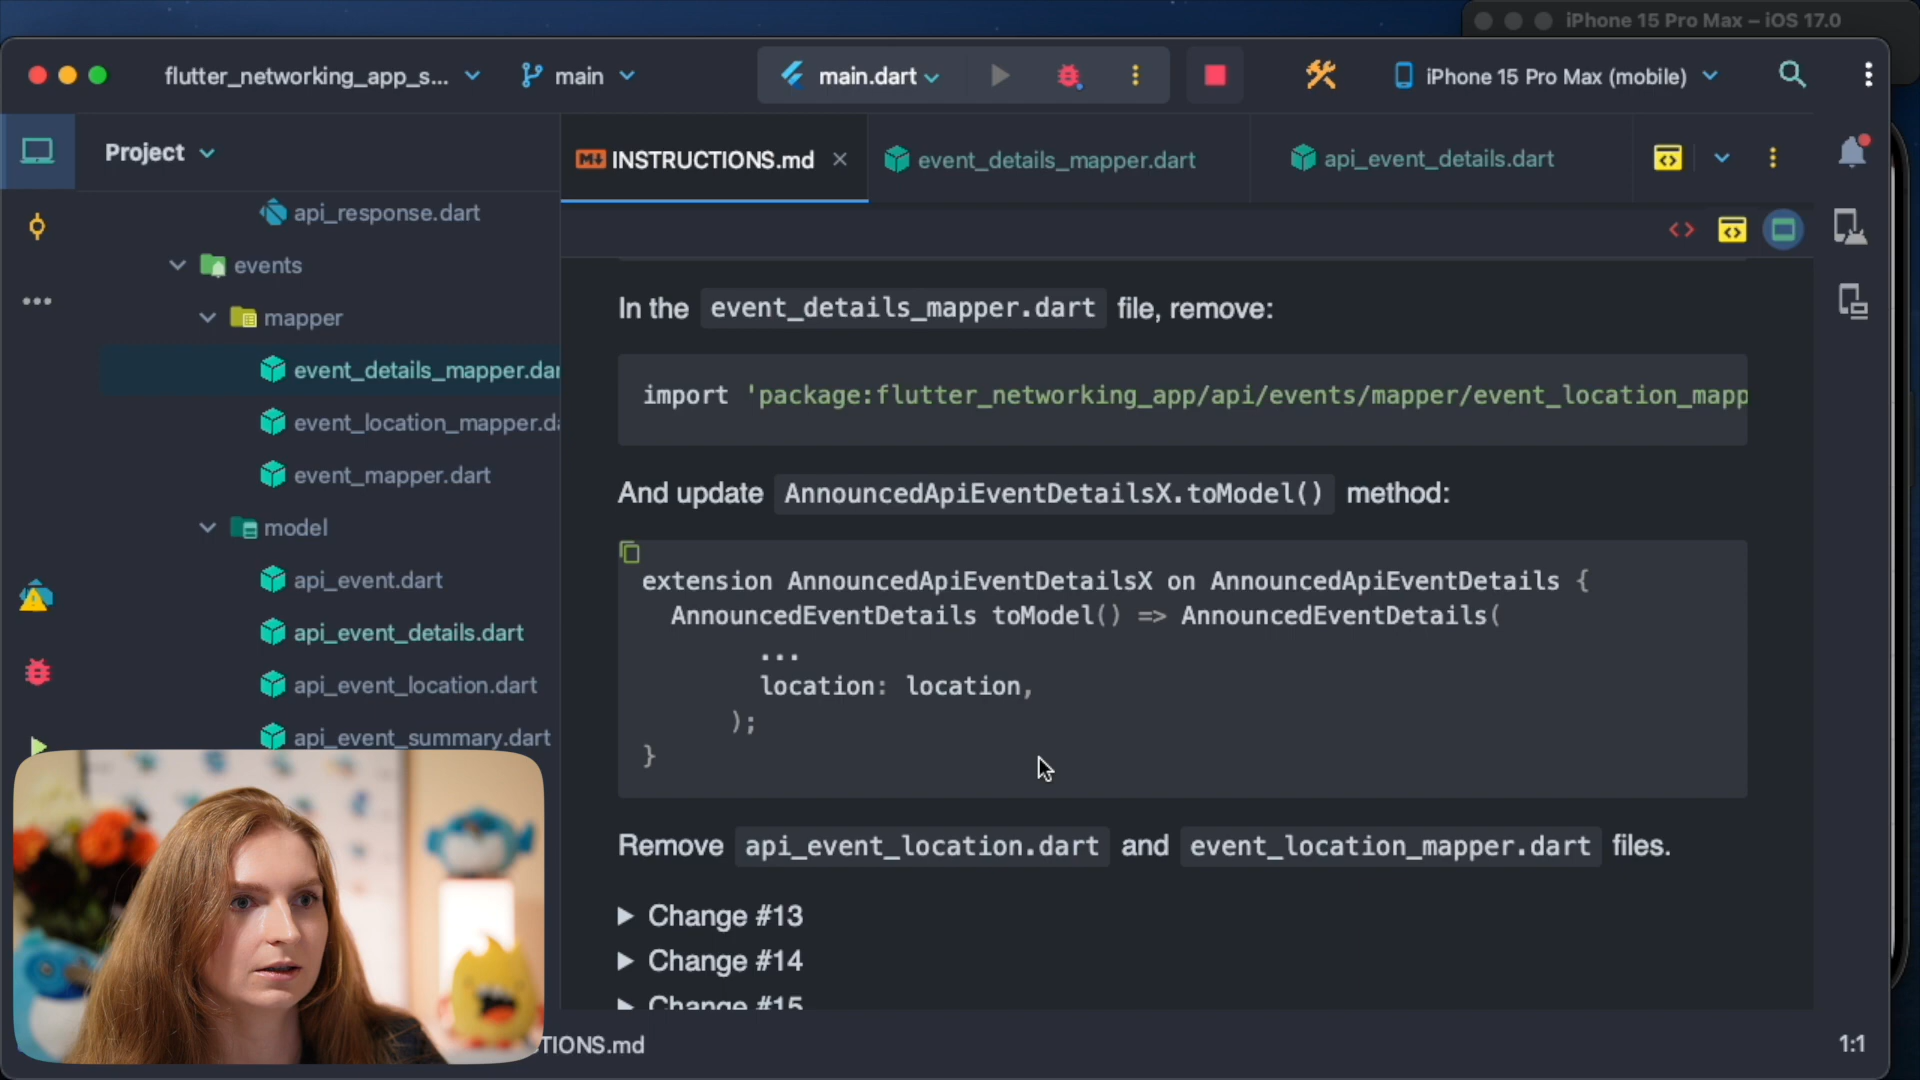 iPhone 15 Pro Max – iOS 17.0
flutter_networking_app_s...
main
main.dart
iPhone 15 Pro Max (mobile)
Project
INSTRUCTIONS.md
event_details_mapper.dart
api_event_details.dart
api_response.dart
events
mapper
event_details_mapper.dar
event_location_mapper.da
event_mapper.dart
model
api_event.dart
api_event_details.dart
api_event_location.dart
api_event_summary.dart
In the event_details_mapper.dart file, remove:
import 'package:flutter_networking_app/api/events/mapper/event_location_mapp
And update AnnouncedApiEventDetailsX.toModel() method:
extension AnnouncedApiEventDetailsX on AnnouncedApiEventDetails {
AnnouncedEventDetails toModel() => AnnouncedEventDetails(
...
location: location,
);
}
Remove api_event_location.dart and event_location_mapper.dart files.
Change #13
Change #14
Change #15
TIONS.md
1:1